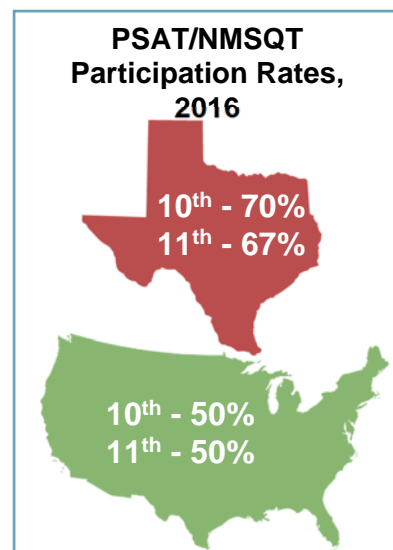 PSAT/NMSQT
Participation Rates,
2016
10th - 70%
11th - 67%
10th - 50%
11th - 50%